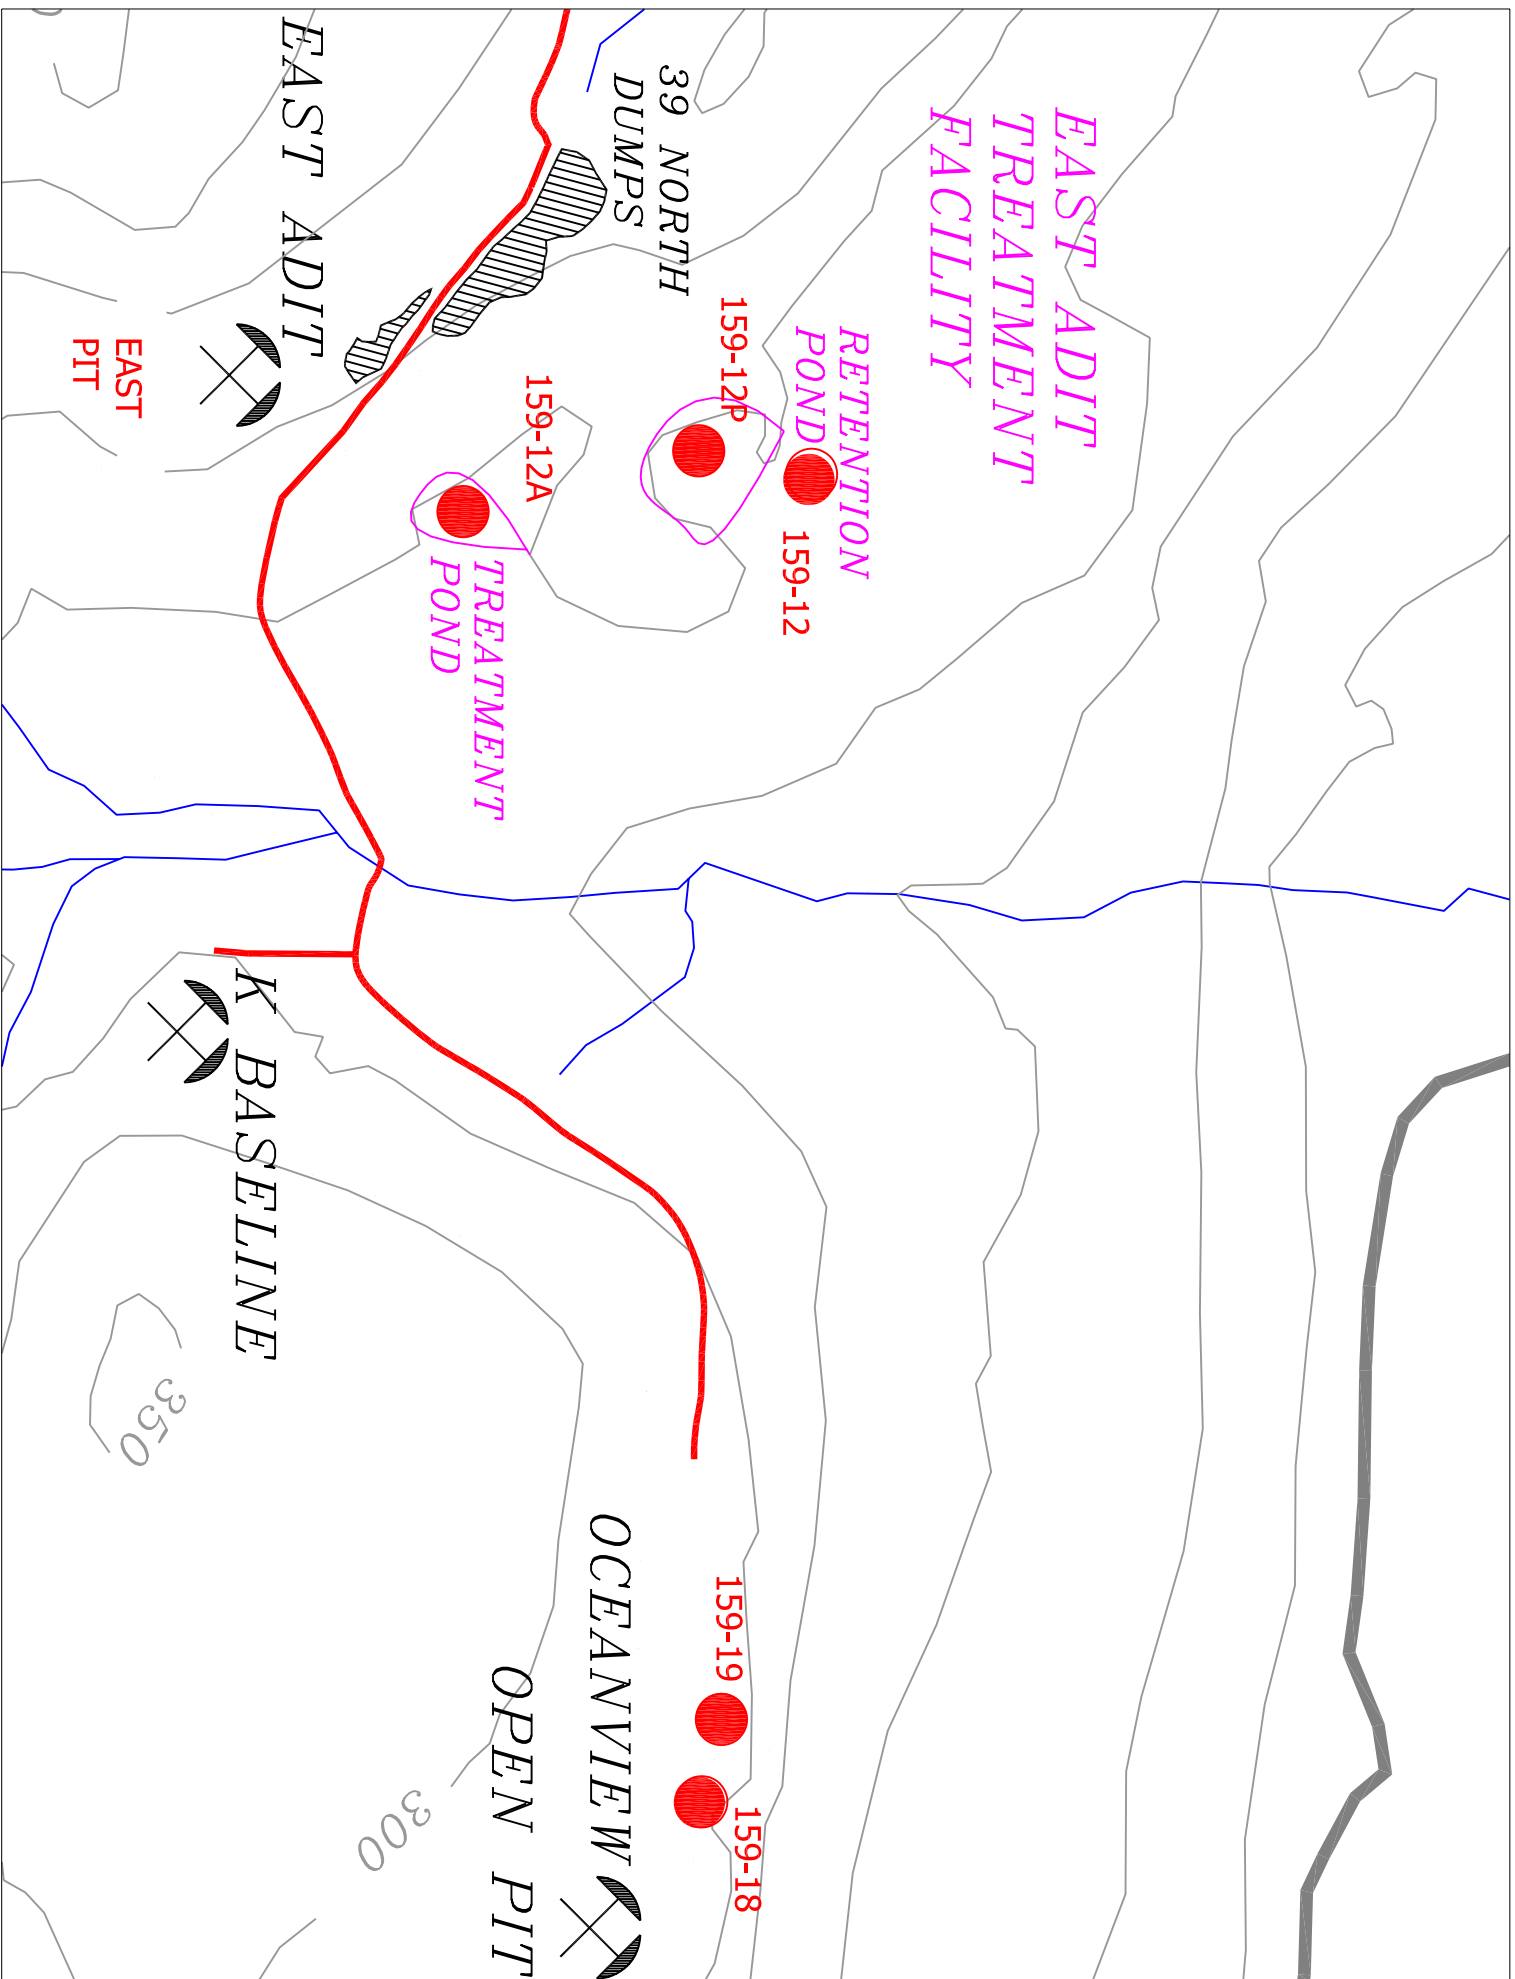 EAST ADIT
TREATMENT
FACILITY
RETENTION
POND
159-12P
159-12
39 NORTH
DUMPS
159-12A
TREATMENT
POND
EAST ADIT
EAST
PIT
K BASELINE
350
159-19
159-18
OCEANVIEW
OPEN PIT
300